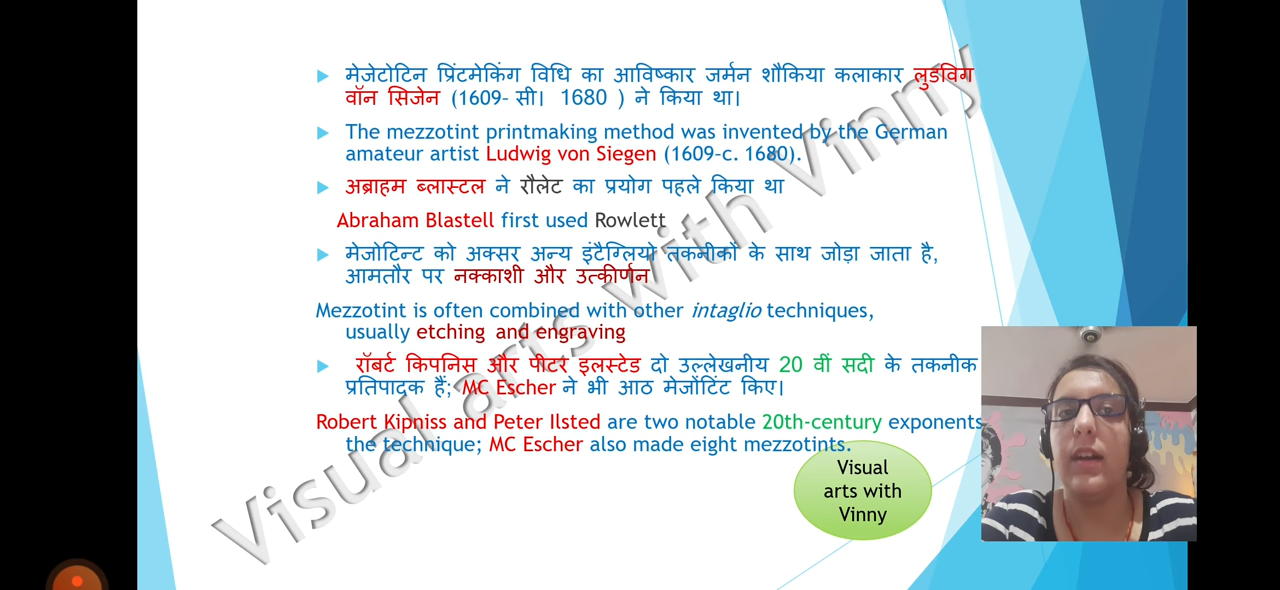 मेजेटोटिन प्रिंटमेकिंग विधि का आविष्कार जर्मन शौकिया कलाकार लुडविग
वॉन सिजेन (1609- सी। 1680 ) ने किया था।
The mezzotint printmaking method was invented by the German
amateur artist Ludwig von Siegen (1609–c. 1680).
अब्राहम ब्लास्टल ने रौलेट का प्रयोग पहले किया था
Abraham Blastell first used Rowlett
मेजोटिन्ट को अक्सर अन्य इंटैग्लियो तकनीकों के साथ जोड़ा जाता है,
आमतौर पर नक्काशी और उत्कीर्णन
Mezzotint is often combined with other intaglio techniques,
usually etching and engraving
रॉबर्ट किपनिस और पीटर इलस्टेड दो उल्लेखनीय 20 वीं सदी के तकनीक
प्रतिपादक हैं; MC Escher ने भी आठ मेजोंटिंट किए।
Robert Kipniss and Peter Ilsted are two notable 20th-century exponents
the technique; MC Escher also made eight mezzotints.
Visual arts with Vinny
Visual
arts with
Vinny